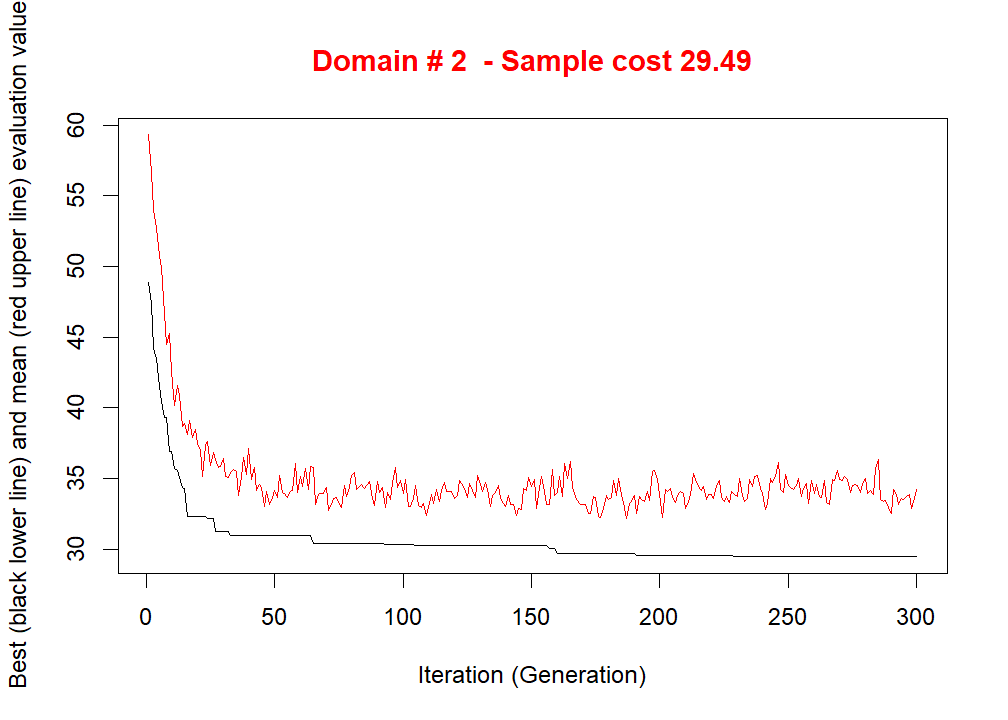 Domain # 2 - Sample cost 29.49
Best (black lower line) and mean (red upper line) evaluation value
60
55
50
45
40
35
30
0 50 100 150 200 250 300
Iteration (Generation)